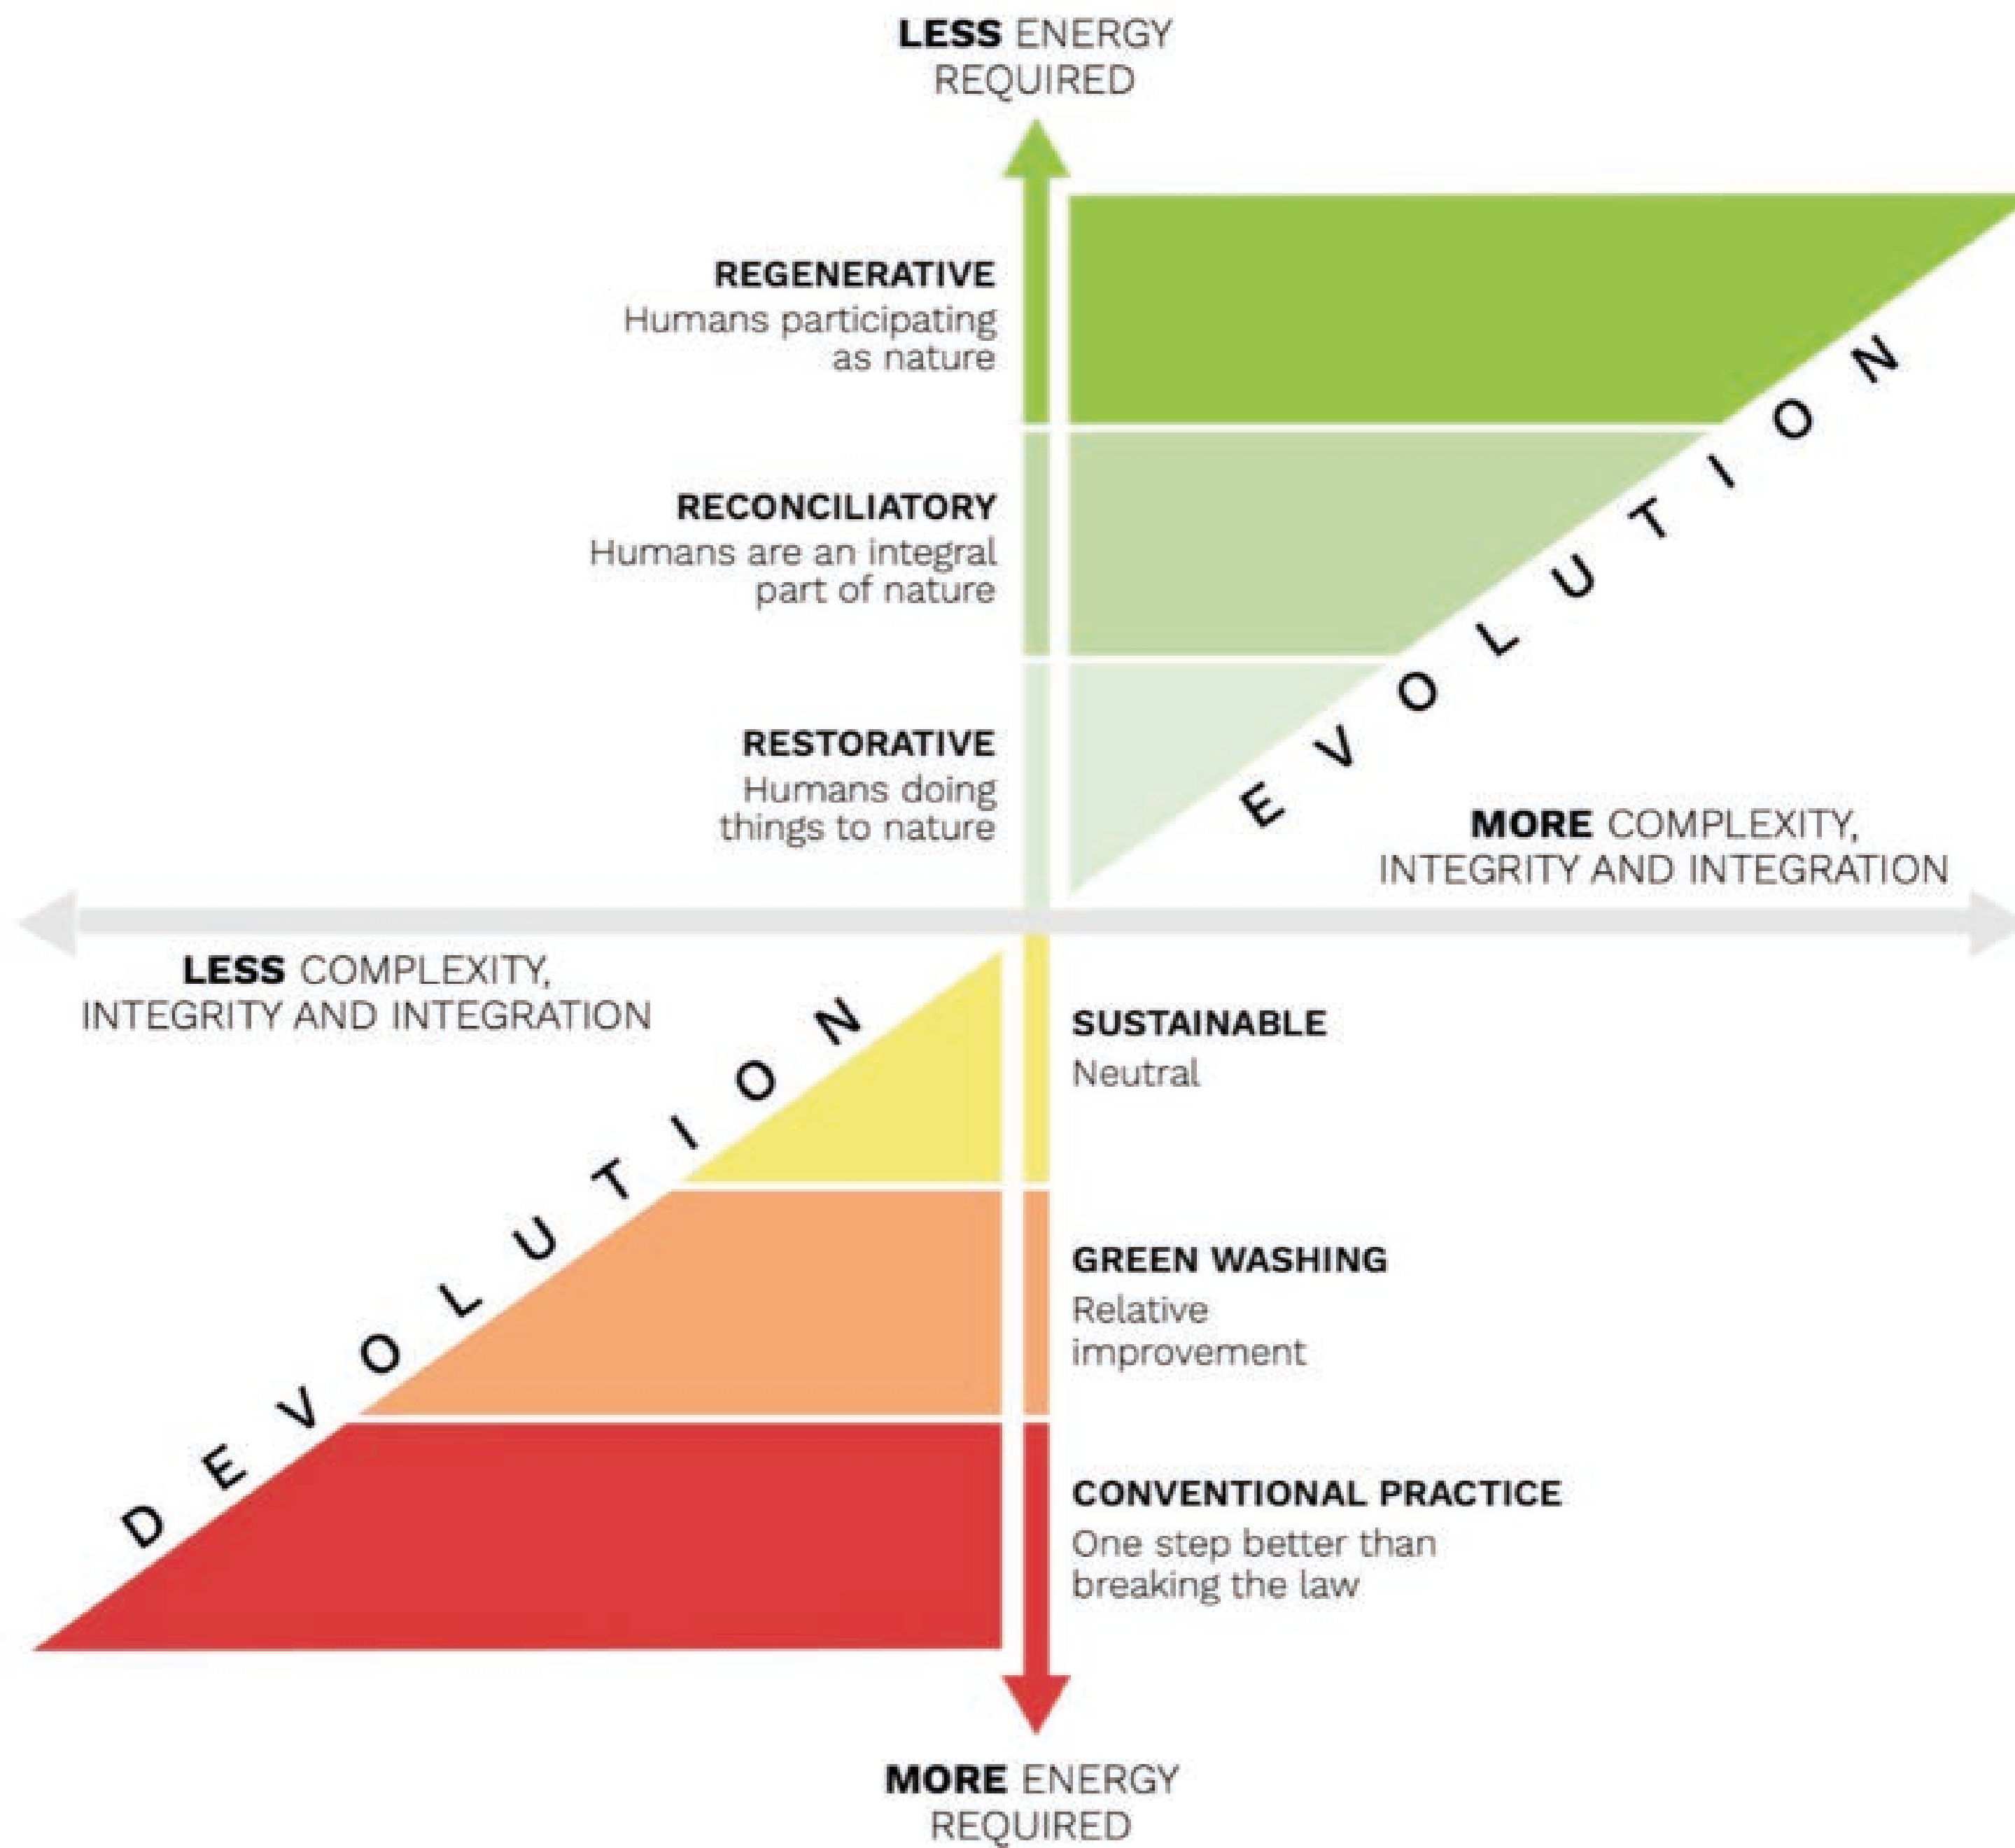 LESS ENERGY
REQUIRED
REGENERATIVE
Humans participating
as nature
RECONCILIATORY
Humans are an integral
part of nature
RESTORATIVE
Humans doing
things to nature
EVOLUTION
MORE COMPLEXITY,
INTEGRITY AND INTEGRATION
LESS COMPLEXITY,
INTEGRITY AND INTEGRATION
DEVOLUTION
SUSTAINABLE
Neutral
GREEN WASHING
Relative
improvement
CONVENTIONAL PRACTICE
One step better than
breaking the law
MORE ENERGY
REQUIRED